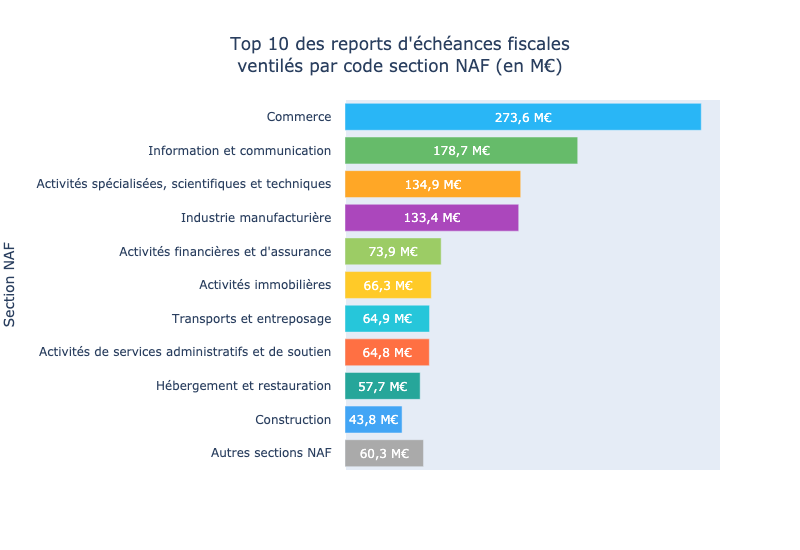 Top 10 des reports d'échéances fiscales
ventilés par code section NAF (en M€)
Section NAF
Commerce
273,6 M€
Information et communication
178,7 M€
Activités spécialisées, scientifiques et techniques
134,9 M€
Industrie manufacturière
133,4 M€
Activités financières et d'assurance
73,9 M€
Activités immobilières
66,3 M€
Transports et entreposage
64,9 M€
Activités de services administratifs et de soutien
64,8 M€
Hébergement et restauration
57,7 M€
Construction
43,8 M€
Autres sections NAF
60,3 M€